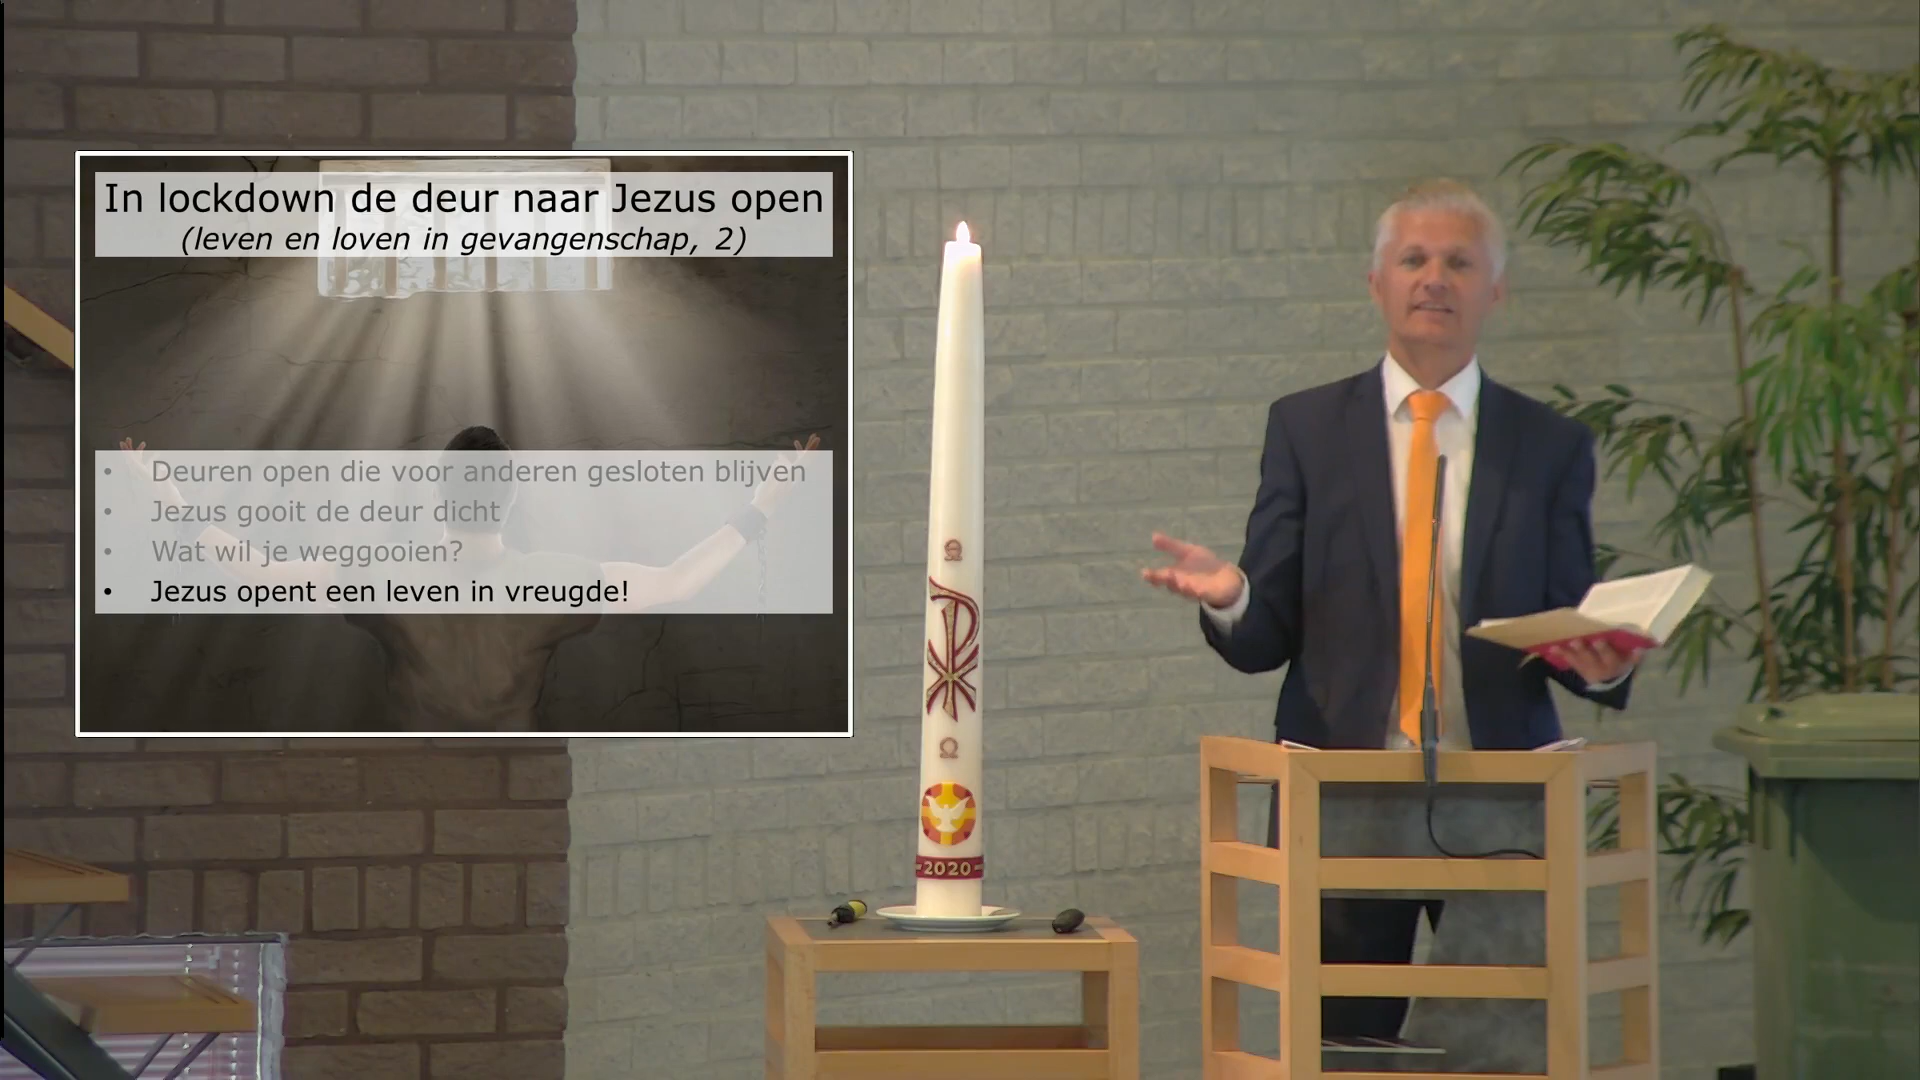 In lockdown de deur naar Jezus open
(leven en loven in gevangenschap, 2)
• Deuren open die voor anderen gesloten blijven
• Jezus gooit de deur dicht
• Wat wil je weggooien?
• Jezus opent een leven in vreugde!
Ω
2020